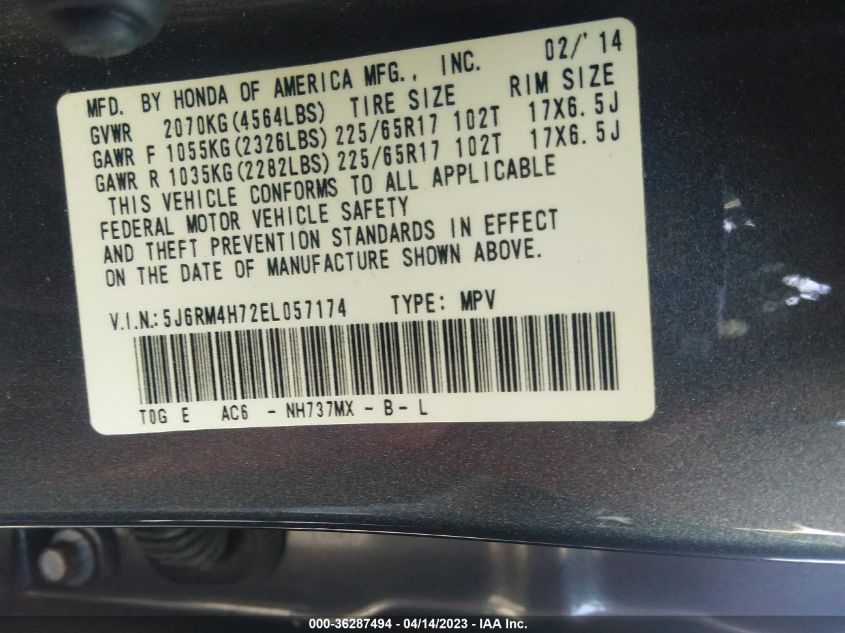 MFD. BY HONDA OF AMERICA MFG., INC. 02/'14
GVWR 2070KG(4564LBS) TIRE SIZE RIM SIZE
GAWR F 1055KG(2326LBS) 225/65R17 102T 17X6.5J
GAWR R 1035KG(2282LBS) 225/65R17 102T 17X6.5J
THIS VEHICLE CONFORMS TO ALL APPLICABLE
FEDERAL MOTOR VEHICLE SAFETY
AND THEFT PREVENTION STANDARDS IN EFFECT
ON THE DATE OF MANUFACTURE SHOWN ABOVE.
V.I.N.: 5J6RM4H72EL057174 TYPE: MPV
T0G E AC6 - NH737MX - B - L
000-36287494 - 04/14/2023 - IAA Inc.